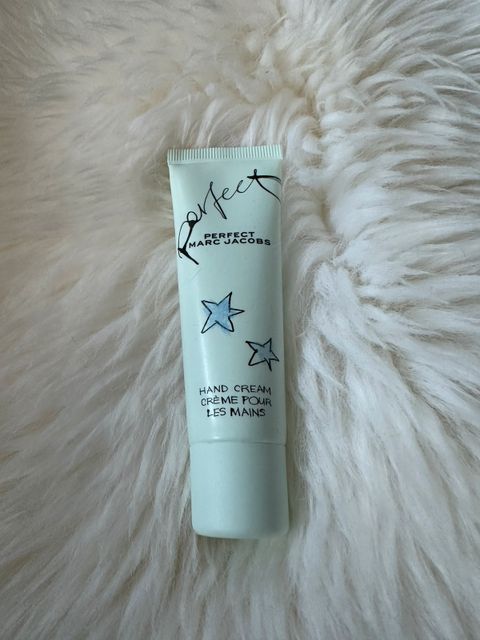 Perfect
PERFECT
MARC JACOBS
HAND CREAM
CRÈME POUR
LES MAINS